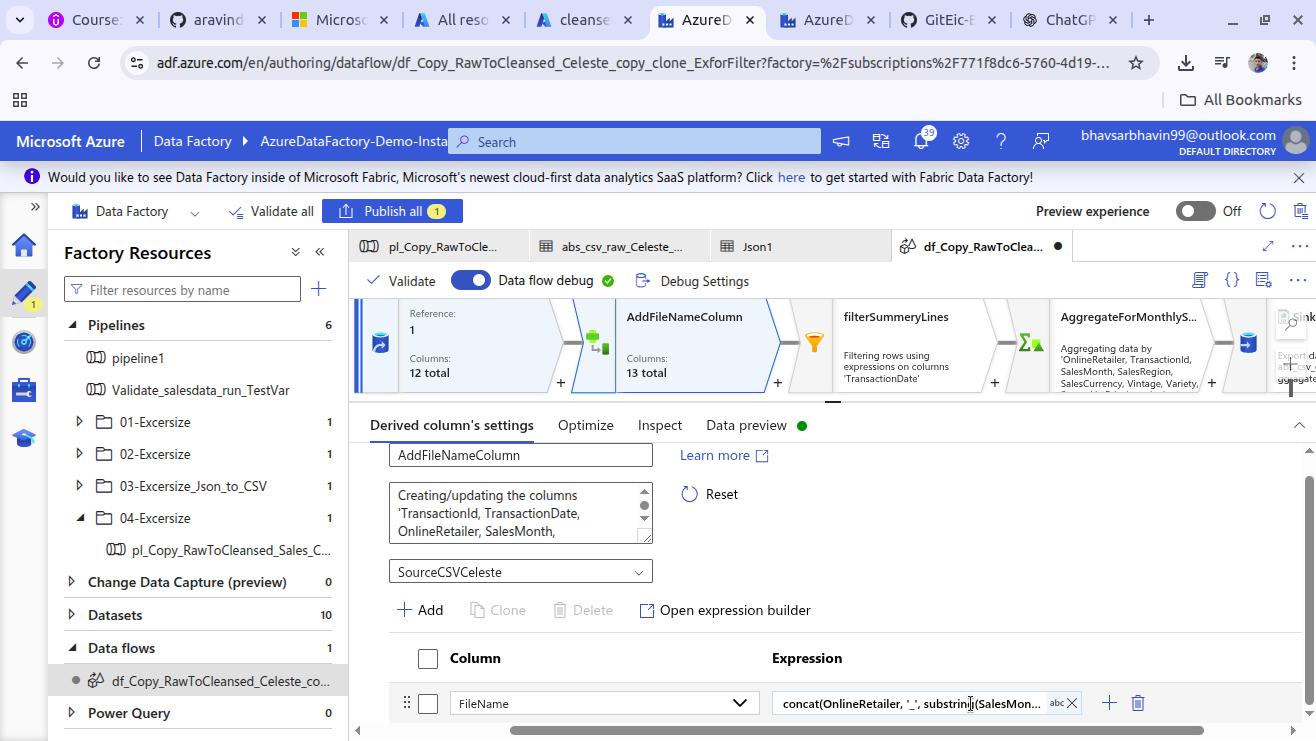 Course:
aravind
Microso
All reso
cleanse
AzureD
AzureD
GitEic-E
ChatGP
adf.azure.com/en/authoring/dataflow/df_Copy_RawToCleansed_Celeste_copy_clone_ExforFilter?factory=%2Fsubscriptions%2F771f8dc6-5760-4d19-...
All Bookmarks
Microsoft Azure
Data Factory
AzureDataFactory-Demo-Insta
Search
39
bhavsarbhavin99@outlook.com
DEFAULT DIRECTORY
Would you like to see Data Factory inside of Microsoft Fabric, Microsoft's newest cloud-first data analytics SaaS platform? Click here to get started with Fabric Data Factory!
Data Factory
Validate all
Publish all 1
Preview experience
Off
Factory Resources
Filter resources by name
1
Pipelines 6
pipeline1
Validate_salesdata_run_TestVar
01-Excersize 1
02-Excersize 1
03-Excersize_Json_to_CSV 1
04-Excersize 1
pl_Copy_RawToCleansed_Sales_C...
Change Data Capture (preview) 0
Datasets 10
Data flows 1
df_Copy_RawToCleansed_Celeste_co...
Power Query 0
pl_Copy_RawToCle...
abs_csv_raw_Celeste_...
Json1
df_Copy_RawToClea...
Validate
Data flow debug
Debug Settings
Reference:
1
Columns:
12 total
AddFileNameColumn
Columns:
13 total
filterSummeryLines
Filtering rows using
expressions on columns
'TransactionDate'
AggregateForMonthlyS...
Aggregating data by
'OnlineRetailer, TransactionId,
SalesMonth, SalesRegion,
SalesCurrency, Vintage, Variety,
Derived column's settings
Optimize
Inspect
Data preview
AddFileNameColumn
Learn more
Creating/updating the columns
'TransactionId, TransactionDate,
OnlineRetailer, SalesMonth,
Reset
SourceCSVCeleste
Add
Clone
Delete
Open expression builder
Column
Expression
FileName
concat(OnlineRetailer, '_', substring(SalesMon...
abc